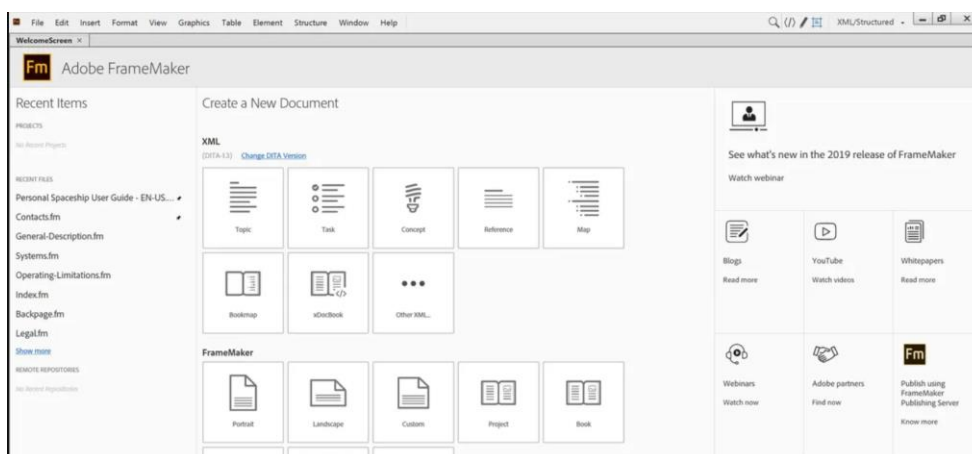 File Edit Insert Format View Graphics Table Element Structure Window Help
XML/Structured
WelcomeScreen ×
Fm Adobe FrameMaker
Recent Items
PROJECTS
No Recent Projects
RECENT FILES
Personal Spaceship User Guide - EN-US....
Contacts.fm
General-Description.fm
Systems.fm
Operating-Limitations.fm
Index.fm
Backpage.fm
Legal.fm
Show more
REMOTE REPOSITORIES
No Recent Repositories
Create a New Document
XML
(DITA-1.3) Change DITA Version
Topic
Task
Concept
Reference
Map
Bookmap
xDocBook
Other XML...
FrameMaker
Portrait
Landscape
Custom
Project
Book
See what's new in the 2019 release of FrameMaker
Watch webinar
Blogs
Read more
YouTube
Watch videos
Whitepapers
Read more
Webinars
Watch now
Adobe partners
Find now
Fm
Publish using
FrameMaker
Publishing Server
Know more